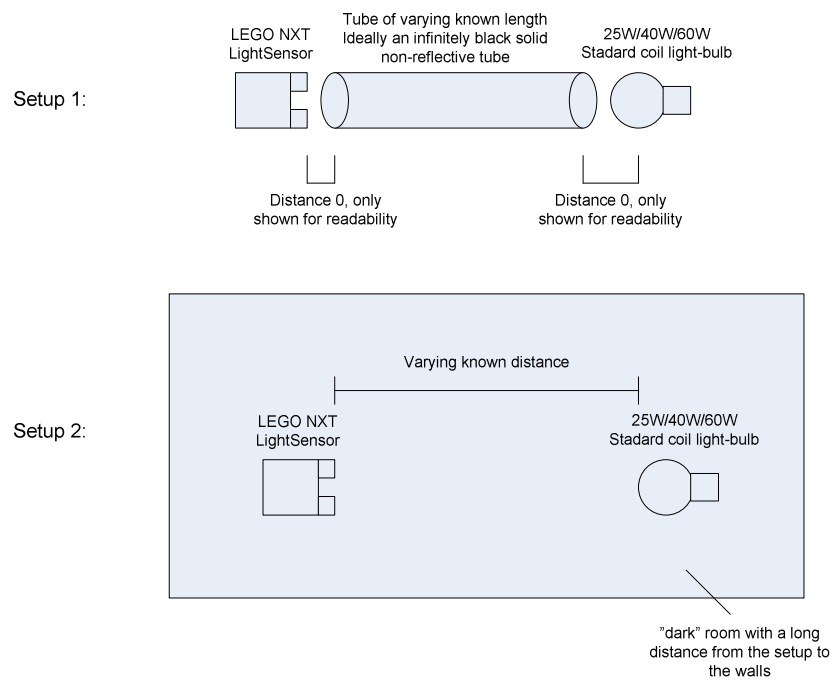 Setup 1:
LEGO NXT
LightSensor
Tube of varying known length
Ideally an infinitely black solid
non-reflective tube
25W/40W/60W
Stadard coil light-bulb
Distance 0, only
shown for readability
Distance 0, only
shown for readability
Setup 2:
Varying known distance
LEGO NXT
LightSensor
25W/40W/60W
Stadard coil light-bulb
”dark” room with a long
distance from the setup to
the walls